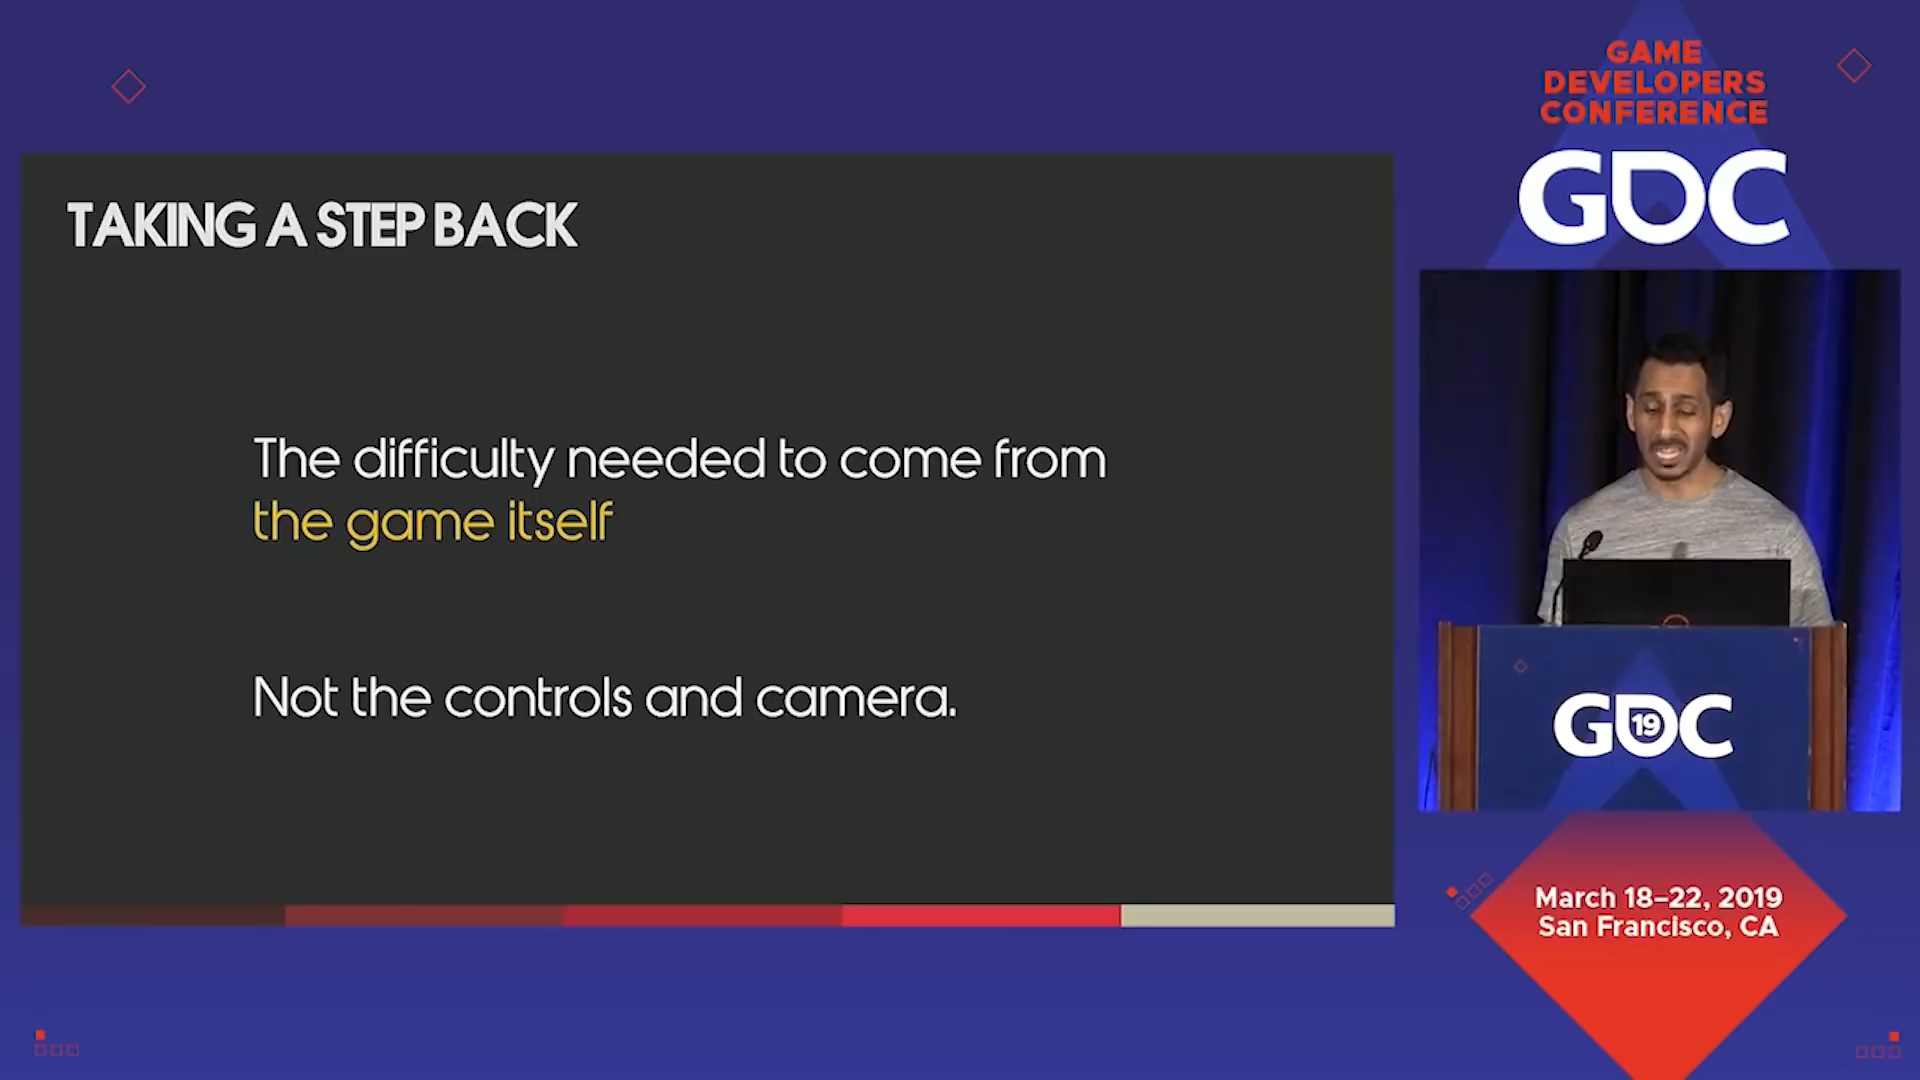 GAME
DEVELOPERS
CONFERENCE
GDC
TAKING A STEP BACK
The difficulty needed to come from
the game itself
Not the controls and camera.
GDC
19
March 18–22, 2019
San Francisco, CA